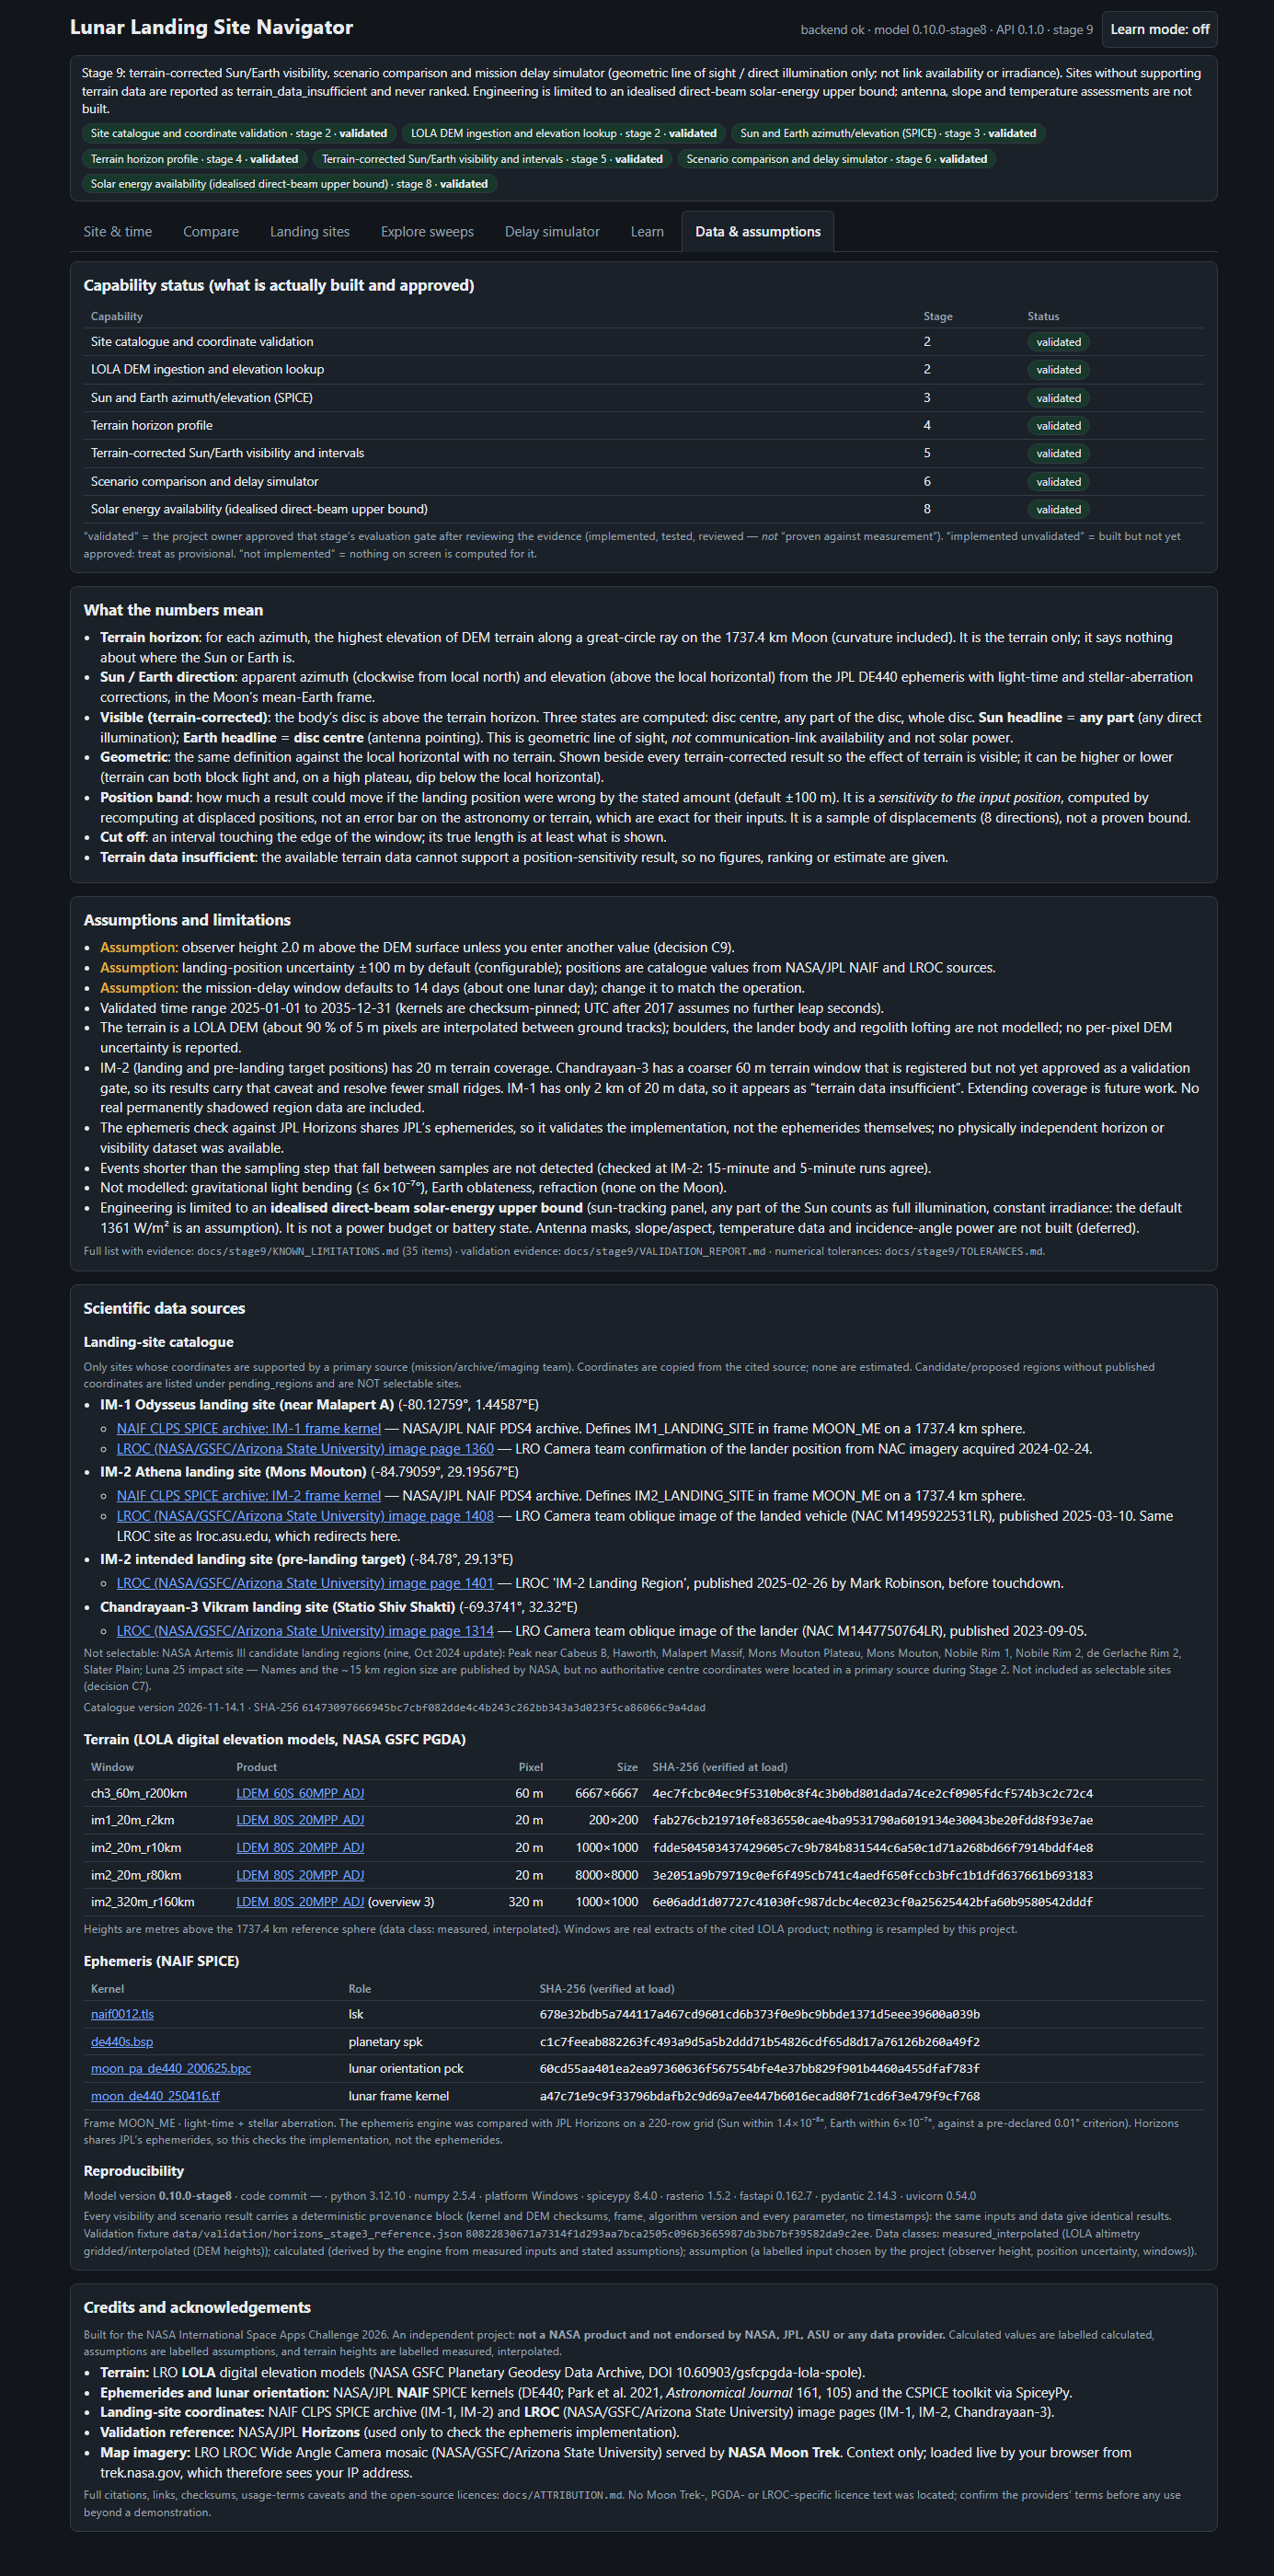 Lunar Landing Site Navigator
backend ok · model 0.10.0-stage8 · API 0.1.0 · stage 9
Learn mode: off
Stage 9: terrain-corrected Sun/Earth visibility, scenario comparison and mission delay simulator (geometric line of sight / direct illumination only; not link availability or irradiance). Sites without supporting
terrain data are reported as terrain_data_insufficient and never ranked. Engineering is limited to an idealised direct-beam solar-energy upper bound; antenna, slope and temperature assessments are not
built.
Site catalogue and coordinate validation · stage 2 · validated
LOLA DEM ingestion and elevation lookup · stage 2 · validated
Sun and Earth azimuth/elevation (SPICE) · stage 3 · validated
Terrain horizon profile · stage 4 · validated
Terrain-corrected Sun/Earth visibility and intervals · stage 5 · validated
Scenario comparison and delay simulator · stage 6 · validated
Solar energy availability (idealised direct-beam upper bound) · stage 8 · validated
Site & time
Compare
Landing sites
Explore sweeps
Delay simulator
Learn
Data & assumptions
Capability status (what is actually built and approved)
Capability Stage Status
Site catalogue and coordinate validation 2 validated
LOLA DEM ingestion and elevation lookup 2 validated
Sun and Earth azimuth/elevation (SPICE) 3 validated
Terrain horizon profile 4 validated
Terrain-corrected Sun/Earth visibility and intervals 5 validated
Scenario comparison and delay simulator 6 validated
Solar energy availability (idealised direct-beam upper bound) 8 validated
“validated” = the project owner approved that stage’s evaluation gate after reviewing the evidence (implemented, tested, reviewed — not “proven against measurement”). “implemented unvalidated” = built but not yet
approved: treat as provisional. “not implemented” = nothing on screen is computed for it.
What the numbers mean
• Terrain horizon: for each azimuth, the highest elevation of DEM terrain along a great-circle ray on the 1737.4 km Moon (curvature included). It is the terrain only; it says nothing
about where the Sun or Earth is.
• Sun / Earth direction: apparent azimuth (clockwise from local north) and elevation (above the local horizontal) from the JPL DE440 ephemeris with light-time and stellar-aberration
corrections, in the Moon’s mean-Earth frame.
• Visible (terrain-corrected): the body’s disc is above the terrain horizon. Three states are computed: disc centre, any part of the disc, whole disc. Sun headline = any part (any direct
illumination); Earth headline = disc centre (antenna pointing). This is geometric line of sight, not communication-link availability and not solar power.
• Geometric: the same definition against the local horizontal with no terrain. Shown beside every terrain-corrected result so the effect of terrain is visible; it can be higher or lower
(terrain can both block light and, on a high plateau, dip below the local horizontal).
• Position band: how much a result could move if the landing position were wrong by the stated amount (default ±100 m). It is a sensitivity to the input position, computed by
recomputing at displaced positions, not an error bar on the astronomy or terrain, which are exact for their inputs. It is a sample of displacements (8 directions), not a proven bound.
• Cut off: an interval touching the edge of the window; its true length is at least what is shown.
• Terrain data insufficient: the available terrain data cannot support a position-sensitivity result, so no figures, ranking or estimate are given.
Assumptions and limitations
• Assumption: observer height 2.0 m above the DEM surface unless you enter another value (decision C9).
• Assumption: landing-position uncertainty ±100 m by default (configurable); positions are catalogue values from NASA/JPL NAIF and LROC sources.
• Assumption: the mission-delay window defaults to 14 days (about one lunar day); change it to match the operation.
• Validated time range 2025-01-01 to 2035-12-31 (kernels are checksum-pinned; UTC after 2017 assumes no further leap seconds).
• The terrain is a LOLA DEM (about 90 % of 5 m pixels are interpolated between ground tracks); boulders, the lander body and regolith lofting are not modelled; no per-pixel DEM
uncertainty is reported.
• IM-2 (landing and pre-landing target positions) has 20 m terrain coverage. Chandrayaan-3 has a coarser 60 m terrain window that is registered but not yet approved as a validation
gate, so its results carry that caveat and resolve fewer small ridges. IM-1 has only 2 km of 20 m data, so it appears as “terrain data insufficient”. Extending coverage is future work. No
real permanently shadowed region data are included.
• The ephemeris check against JPL Horizons shares JPL’s ephemerides, so it validates the implementation, not the ephemerides themselves; no physically independent horizon or
visibility dataset was available.
• Events shorter than the sampling step that fall between samples are not detected (checked at IM-2: 15-minute and 5-minute runs agree).
• Not modelled: gravitational light bending (≤ 6×10⁻⁷°), Earth oblateness, refraction (none on the Moon).
• Engineering is limited to an idealised direct-beam solar-energy upper bound (sun-tracking panel, any part of the Sun counts as full illumination, constant irradiance: the default
1361 W/m² is an assumption). It is not a power budget or battery state. Antenna masks, slope/aspect, temperature data and incidence-angle power are not built (deferred).
Full list with evidence: docs/stage9/KNOWN_LIMITATIONS.md (35 items) · validation evidence: docs/stage9/VALIDATION_REPORT.md · numerical tolerances: docs/stage9/TOLERANCES.md.
Scientific data sources
Landing-site catalogue
Only sites whose coordinates are supported by a primary source (mission/archive/imaging team). Coordinates are copied from the cited source; none are estimated. Candidate/proposed regions without published
coordinates are listed under pending_regions and are NOT selectable sites.
• IM-1 Odysseus landing site (near Malapert A) (-80.12759°, 1.44587°E)
◦ NAIF CLPS SPICE archive: IM-1 frame kernel — NASA/JPL NAIF PDS4 archive. Defines IM1_LANDING_SITE in frame MOON_ME on a 1737.4 km sphere.
◦ LROC (NASA/GSFC/Arizona State University) image page 1360 — LRO Camera team confirmation of the lander position from NAC imagery acquired 2024-02-24.
• IM-2 Athena landing site (Mons Mouton) (-84.79059°, 29.19567°E)
◦ NAIF CLPS SPICE archive: IM-2 frame kernel — NASA/JPL NAIF PDS4 archive. Defines IM2_LANDING_SITE in frame MOON_ME on a 1737.4 km sphere.
◦ LROC (NASA/GSFC/Arizona State University) image page 1408 — LRO Camera team oblique image of the landed vehicle (NAC M1495922531LR), published 2025-03-10. Same
LROC site as lroc.asu.edu, which redirects here.
• IM-2 intended landing site (pre-landing target) (-84.78°, 29.13°E)
◦ LROC (NASA/GSFC/Arizona State University) image page 1401 — LROC 'IM-2 Landing Region', published 2025-02-26 by Mark Robinson, before touchdown.
• Chandrayaan-3 Vikram landing site (Statio Shiv Shakti) (-69.3741°, 32.32°E)
◦ LROC (NASA/GSFC/Arizona State University) image page 1314 — LRO Camera team oblique image of the lander (NAC M1447750764LR), published 2023-09-05.
Not selectable: NASA Artemis III candidate landing regions (nine, Oct 2024 update): Peak near Cabeus B, Haworth, Malapert Massif, Mons Mouton Plateau, Mons Mouton, Nobile Rim 1, Nobile Rim 2, de Gerlache Rim 2,
Slater Plain; Luna 25 impact site — Names and the ~15 km region size are published by NASA, but no authoritative centre coordinates were located in a primary source during Stage 2. Not included as selectable sites
(decision C7).
Catalogue version 2026-11-14.1 · SHA-256 61473097666945bc7cbf082dde4c4b243c262bb343a3d023f5ca86066c9a4dad
Terrain (LOLA digital elevation models, NASA GSFC PGDA)
Window Product Pixel Size SHA-256 (verified at load)
ch3_60m_r200km LDEM_60S_60MPP_ADJ 60 m 6667×6667 4ec7fcbc04ec9f5310b0c8f4c3b0bd801dada74ce2cf0905fdcf574b3c2c72c4
im1_20m_r2km LDEM_80S_20MPP_ADJ 20 m 200×200 fab276cb219710fe836550cae4ba9531790a6019134e30043be20fdd8f93e7ae
im2_20m_r10km LDEM_80S_20MPP_ADJ 20 m 1000×1000 fdde504503437429605c7c9b784b831544c6a50c1d71a268bd66f7914bddf4e8
im2_20m_r80km LDEM_80S_20MPP_ADJ 20 m 8000×8000 3e2051a9b79719c0ef6f495cb741c4aedf650fccb3bfc1b1dfd637661b693183
im2_320m_r160km LDEM_80S_20MPP_ADJ (overview 3) 320 m 1000×1000 6e06add1d07727c41030fc987dcbc4ec023cf0a25625442bfa60b9580542dddf
Heights are metres above the 1737.4 km reference sphere (data class: measured, interpolated). Windows are real extracts of the cited LOLA product; nothing is resampled by this project.
Ephemeris (NAIF SPICE)
Kernel Role SHA-256 (verified at load)
naif0012.tls lsk 678e32bdb5a744117a467cd9601cd6b373f0e9bc9bbde1371d5eee39600a039b
de440s.bsp planetary spk c1c7feeab882263fc493a9d5a5b2ddd71b54826cdf65d8d17a76126b260a49f2
moon_pa_de440_200625.bpc lunar orientation pck 60cd55aa401ea2ea97360636f567554bfe4e37bb829f901b4460a455dfaf783f
moon_de440_250416.tf lunar frame kernel a47c71e9c9f33796bdafb2c9d69a7ee447b6016ecad80f71cd6f3e479f9cf768
Frame MOON_ME · light-time + stellar aberration. The ephemeris engine was compared with JPL Horizons on a 220-row grid (Sun within 1.4×10⁻⁸°, Earth within 6×10⁻⁷°, against a pre-declared 0.01° criterion). Horizons
shares JPL’s ephemerides, so this checks the implementation, not the ephemerides.
Reproducibility
Model version 0.10.0-stage8 · code commit — · python 3.12.10 · numpy 2.5.4 · platform Windows · spiceypy 8.4.0 · rasterio 1.5.2 · fastapi 0.162.7 · pydantic 2.14.3 · uvicorn 0.54.0
Every visibility and scenario result carries a deterministic provenance block (kernel and DEM checksums, frame, algorithm version and every parameter, no timestamps): the same inputs and data give identical results.
Validation fixture data/validation/horizons_stage3_reference.json 80822830671a7314f1d293aa7bca2505c096b3665987db3bb7bf39582da9c2ee. Data classes: measured_interpolated (LOLA altimetry
gridded/interpolated (DEM heights)); calculated (derived by the engine from measured inputs and stated assumptions); assumption (a labelled input chosen by the project (observer height, position uncertainty, windows)).
Credits and acknowledgements
Built for the NASA International Space Apps Challenge 2026. An independent project: not a NASA product and not endorsed by NASA, JPL, ASU or any data provider. Calculated values are labelled calculated,
assumptions are labelled assumptions, and terrain heights are labelled measured, interpolated.
• Terrain: LRO LOLA digital elevation models (NASA GSFC Planetary Geodesy Data Archive, DOI 10.60903/gsfcpgda-lola-spole).
• Ephemerides and lunar orientation: NASA/JPL NAIF SPICE kernels (DE440; Park et al. 2021, Astronomical Journal 161, 105) and the CSPICE toolkit via SpiceyPy.
• Landing-site coordinates: NAIF CLPS SPICE archive (IM-1, IM-2) and LROC (NASA/GSFC/Arizona State University) image pages (IM-1, IM-2, Chandrayaan-3).
• Validation reference: NASA/JPL Horizons (used only to check the ephemeris implementation).
• Map imagery: LRO LROC Wide Angle Camera mosaic (NASA/GSFC/Arizona State University) served by NASA Moon Trek. Context only; loaded live by your browser from
trek.nasa.gov, which therefore sees your IP address.
Full citations, links, checksums, usage-terms caveats and the open-source licences: docs/ATTRIBUTION.md. No Moon Trek-, PGDA- or LROC-specific licence text was located; confirm the providers’ terms before any use
beyond a demonstration.